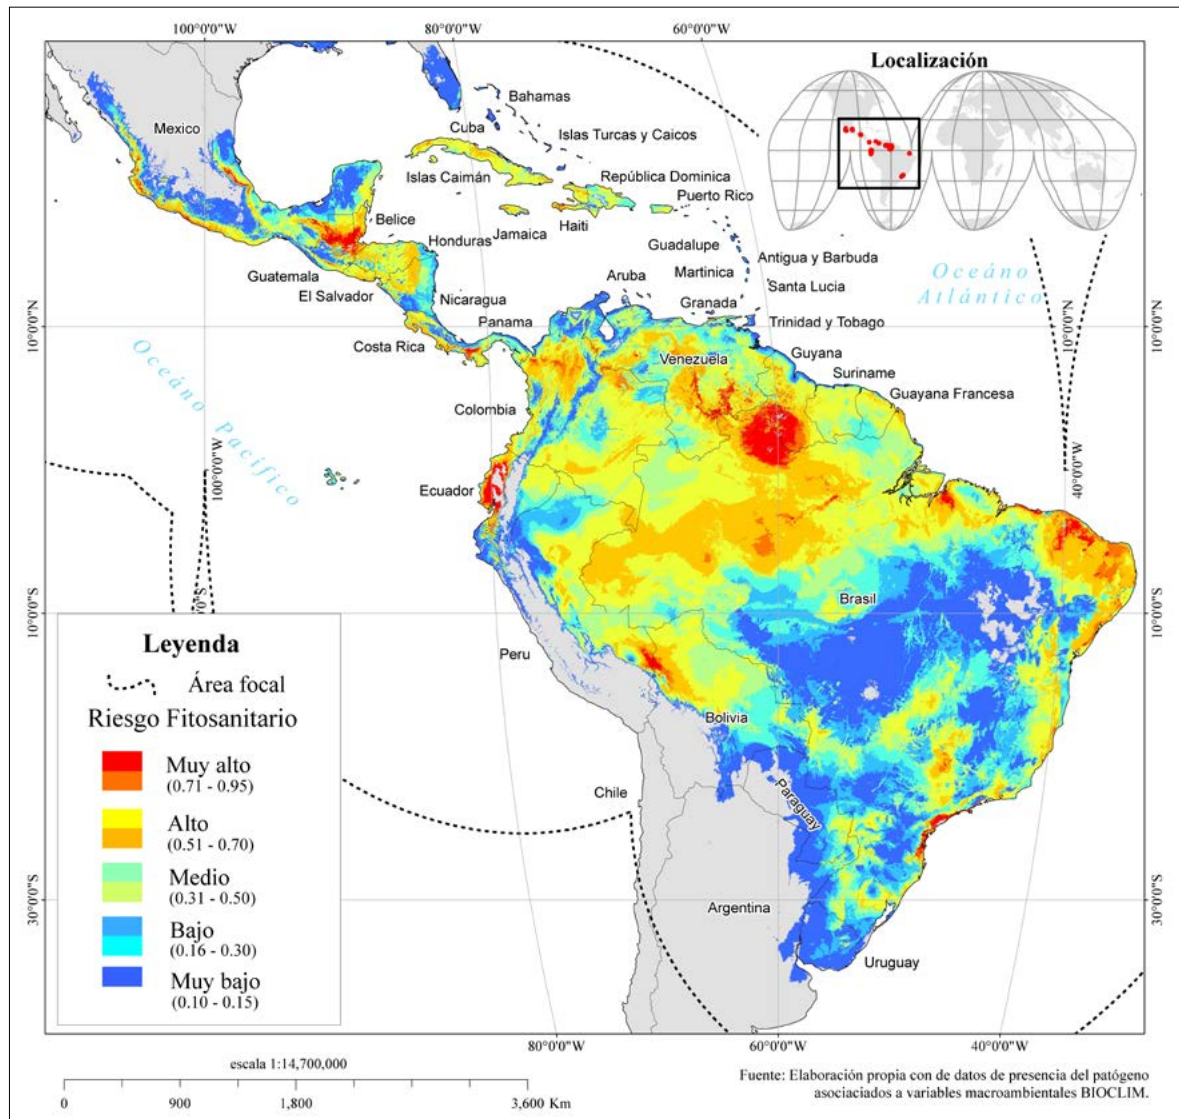 100°0'0"W
80°0'0"W
60°0'0"W
Localización
Bahamas
Mexico
Cuba
Islas Turcas y Caicos
Islas Caimán
República Dominica
Puerto Rico
Belice
Jamaica
Haiti
Honduras
Guadalupe
Antigua y Barbuda
Oceáno
Atlántico
Guatemala
Aruba
Martinica
Santa Lucia
El Salvador
Nicaragua
Granada
Trinidad y Tobago
Panama
10°0'0"N
10°0'0"N
10°0'0"N
Costa Rica
Venezuela
Guyana
Suriname
Guayana Francesa
Oceáno Pacífico
Colombia
100°0'0"W
40°0'0"W
Ecuador
Brasil
10°0'0"S
10°0'0"S
Peru
Bolivia
Paraguay
Chile
Argentina
30°0'0"S
30°0'0"S
Uruguay
Leyenda
Área focal
Riesgo Fitosanitario
Muy alto
(0.71 - 0.95)
Alto
(0.51 - 0.70)
Medio
(0.31 - 0.50)
Bajo
(0.16 - 0.30)
Muy bajo
(0.10 - 0.15)
80°0'0"W
60°0'0"W
40°0'0"W
escala 1:14,700,000
0 900 1,800 3,600 Km
Fuente: Elaboración propia con de datos de presencia del patógeno
asociaciados a variables macroambientales BIOCLIM.